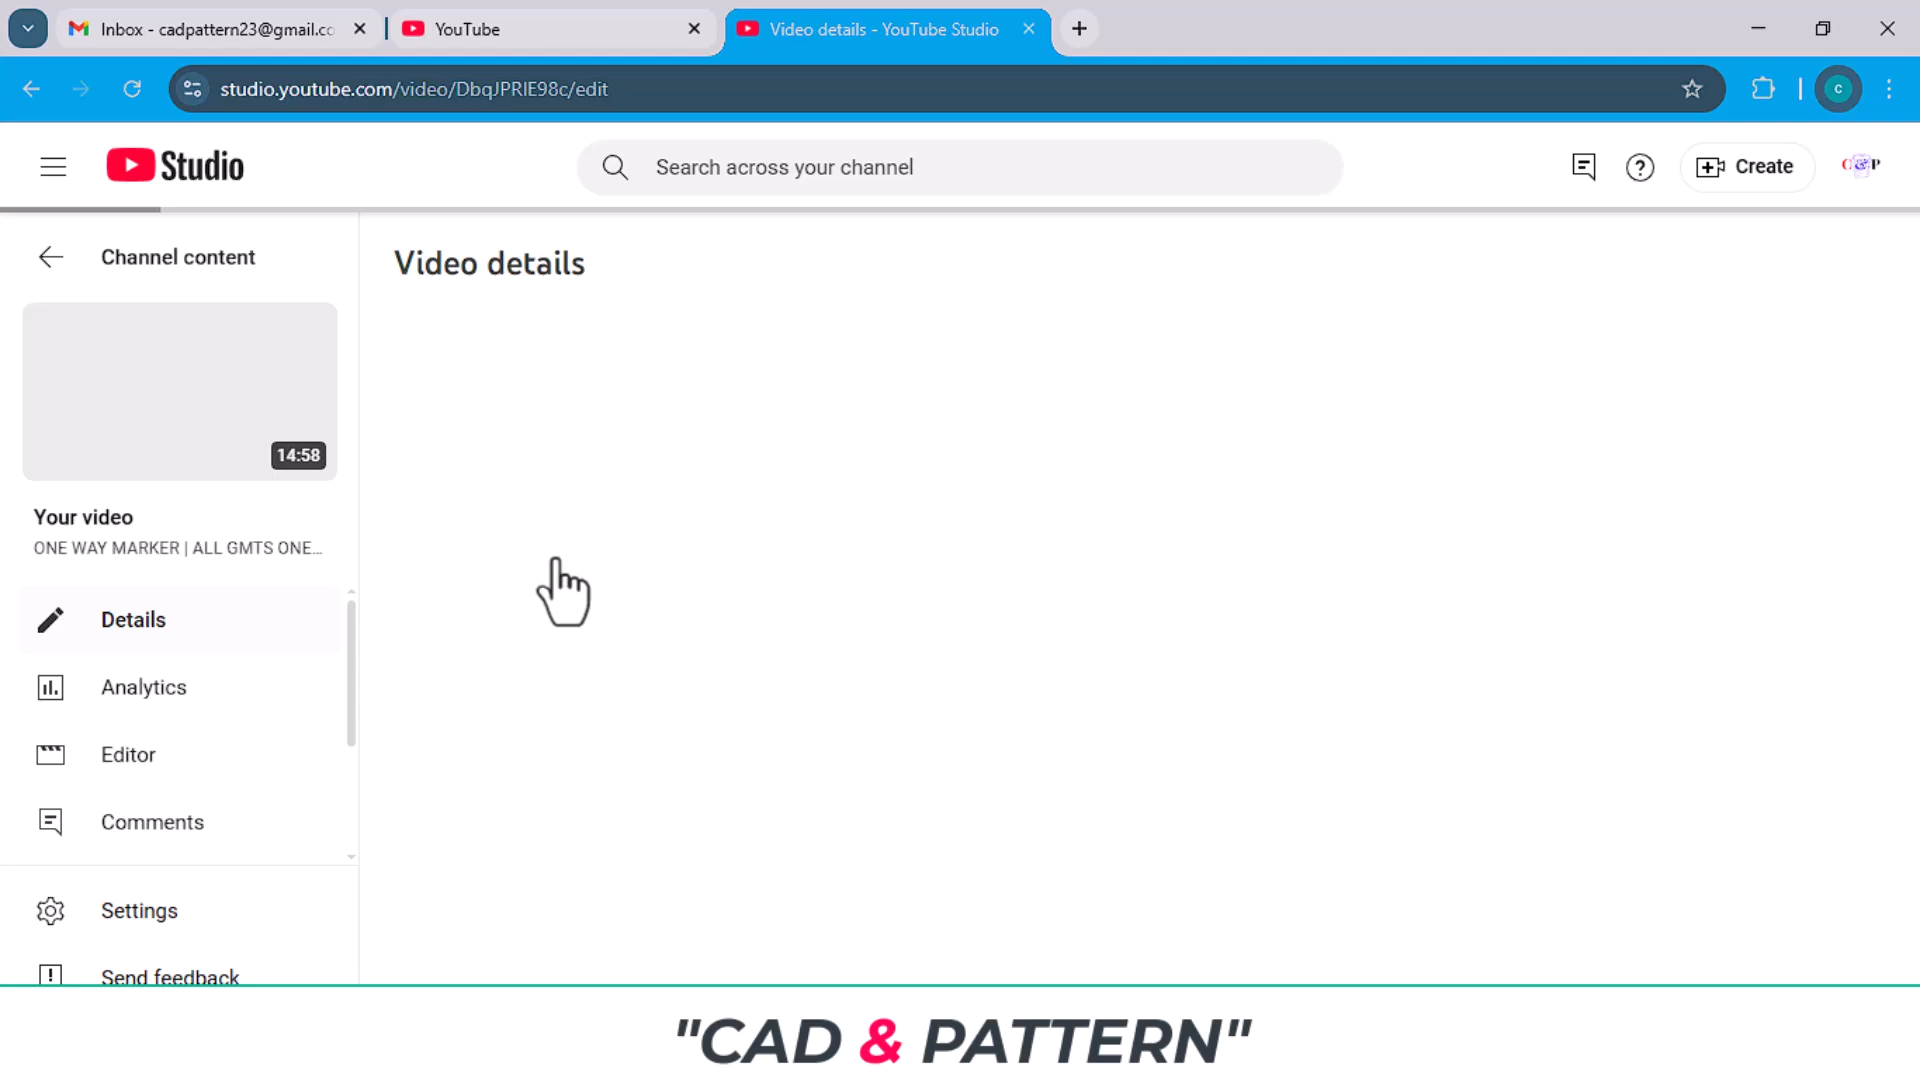 Inbox - cadpattern23@gmail.co
YouTube
Video details - YouTube Studio
studio.youtube.com/video/DbqJPRlE98c/edit
C
Studio
Search across your channel
Create
C&P
Channel content
Video details
14:58
Your video
ONE WAY MARKER | ALL GMTS ONE...
Details
Analytics
Editor
Comments
Settings
Send feedback
"CAD & PATTERN"